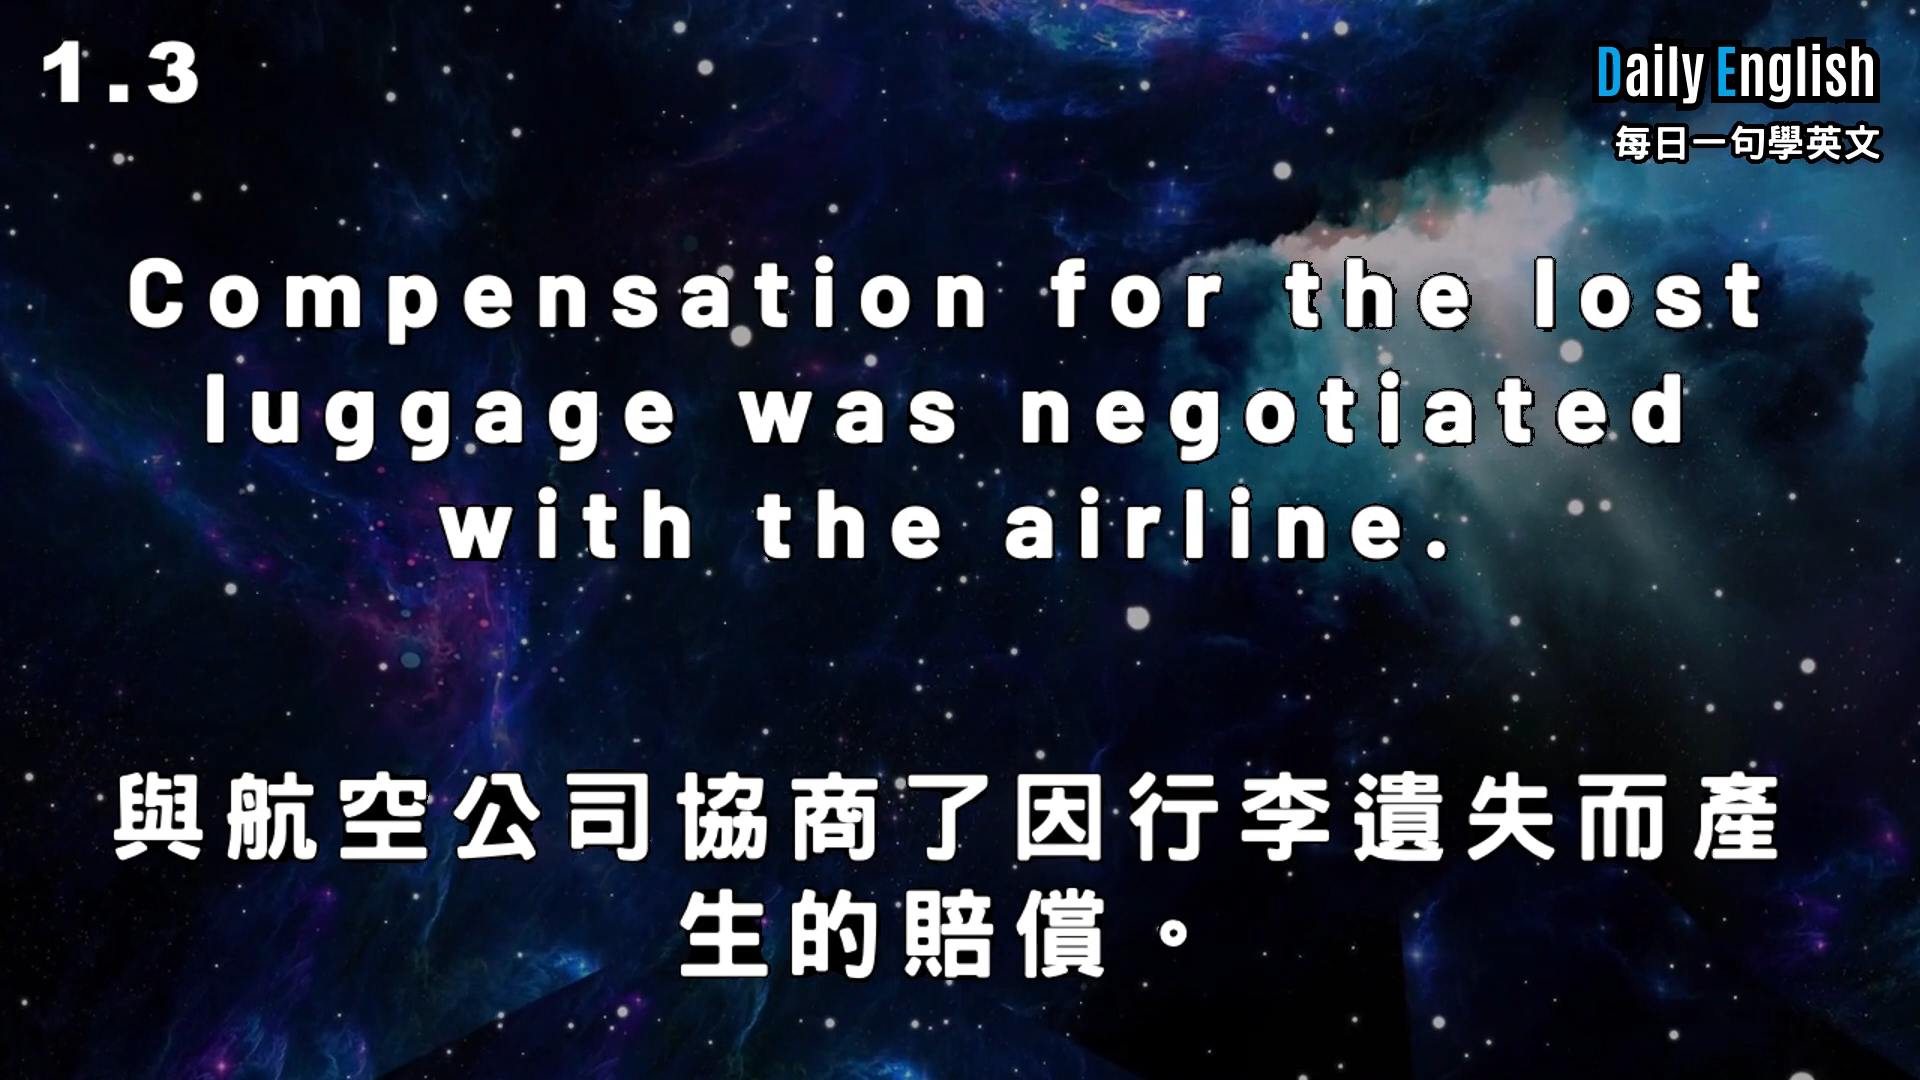 1.3
Daily English
每日一句學英文
Compensation for the lost
luggage was negotiated
with the airline.
與航空公司協商了因行李遺失而產
生的賠償。